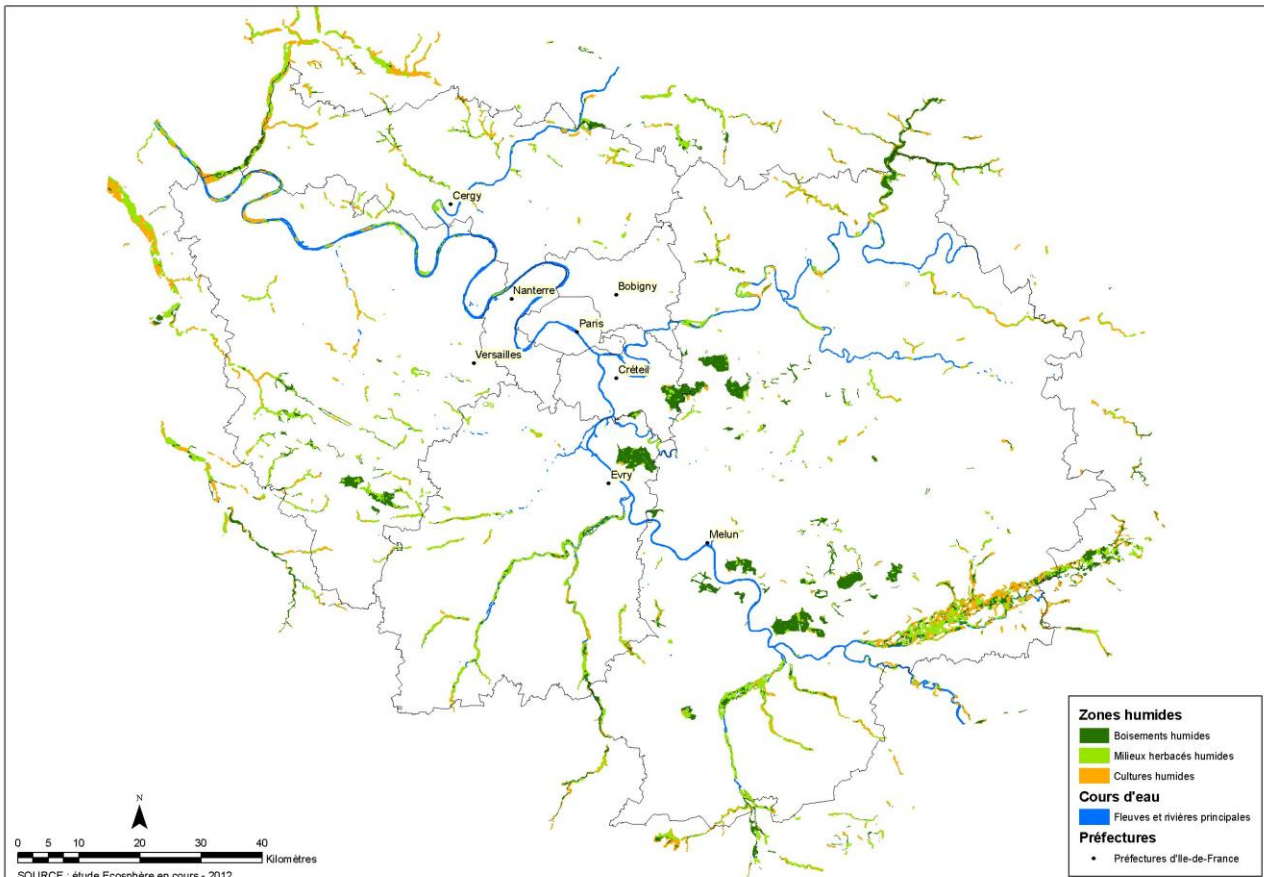 Cergy
Nanterre
Bobigny
Paris
Versailles
Créteil
Evry
Melun
N
0 5 10 20 30 40
Kilomètres
SOURCE : étude Ecosphère en cours - 2012
Zones humides
Boisements humides
Milieux herbacés humides
Cultures humides
Cours d'eau
Fleuves et rivières principales
Préfectures
Préfectures d'Ile-de-France